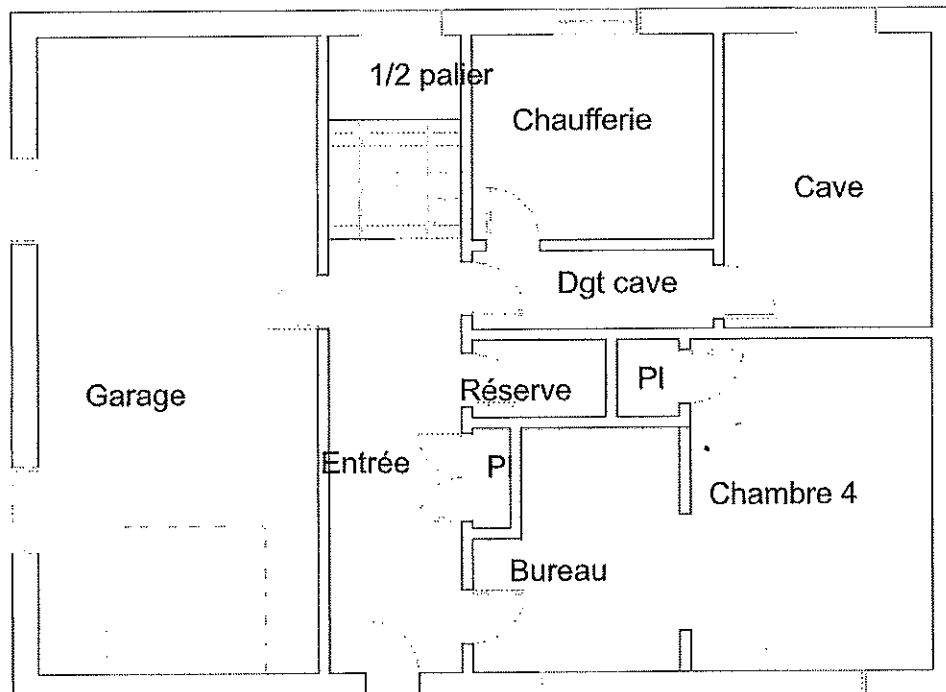 1/2 palier
Chaufferie
Cave
Dgt cave
Garage
Réserve
Pl
Entrée
Pl
Chambre 4
Bureau